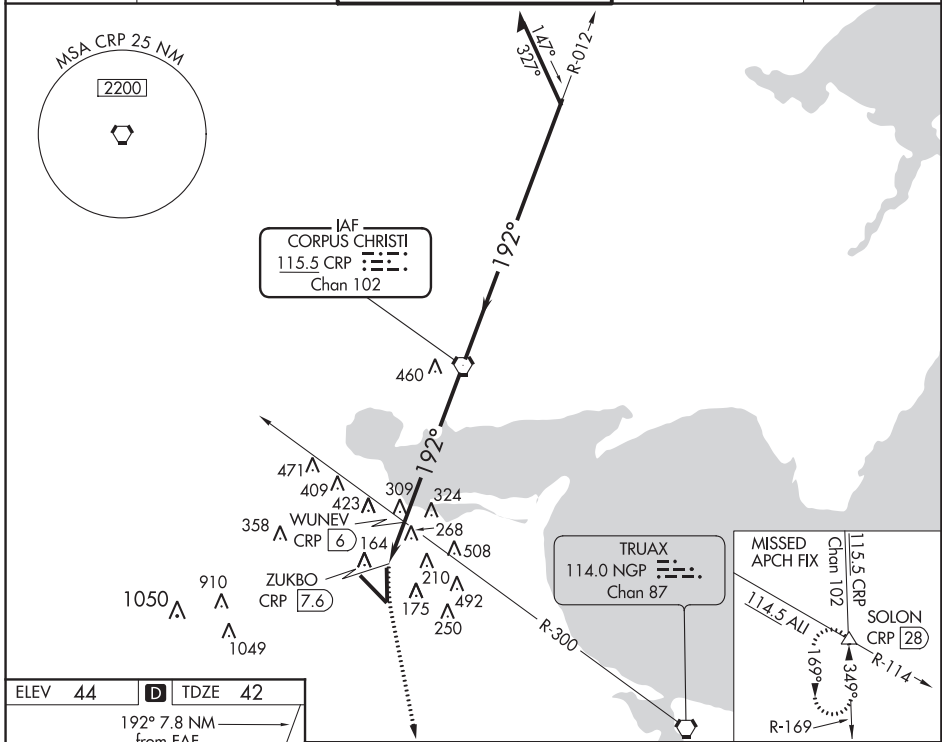 MSA CRP 25 NM
2200
147°
327°
R-012
192°
IAF
CORPUS CHRISTI
115.5 CRP
Chan 102
460
192°
471
409
423
309
324
358
WUNEV
CRP 6
268
164
508
ZUKBO
CRP 7.6
210
910
175
492
1050
250
1049
TRUAX
114.0 NGP
Chan 87
R-300
MISSED
APCH FIX
Chan 102
115.5 CRP
114.5 ALI
SOLON
CRP 28
R-114
169°
349°
R-169
ELEV 44 D TDZE 42
192° 7.8 NM
from FAF